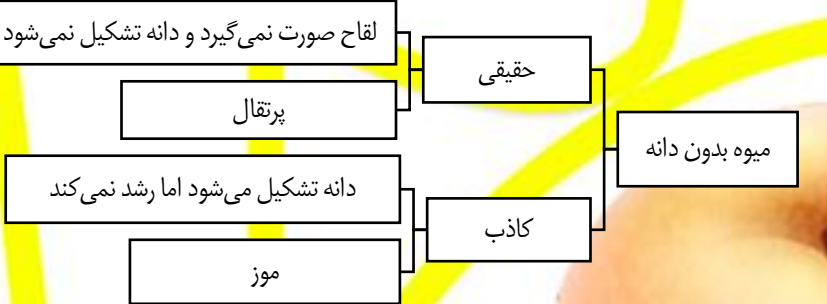 میوه بدون دانه
حقیقی
لقاح صورت نمی‌گیرد و دانه تشکیل نمی‌شود
پرتقال
کاذب
دانه تشکیل می‌شود اما رشد نمی‌کند
موز